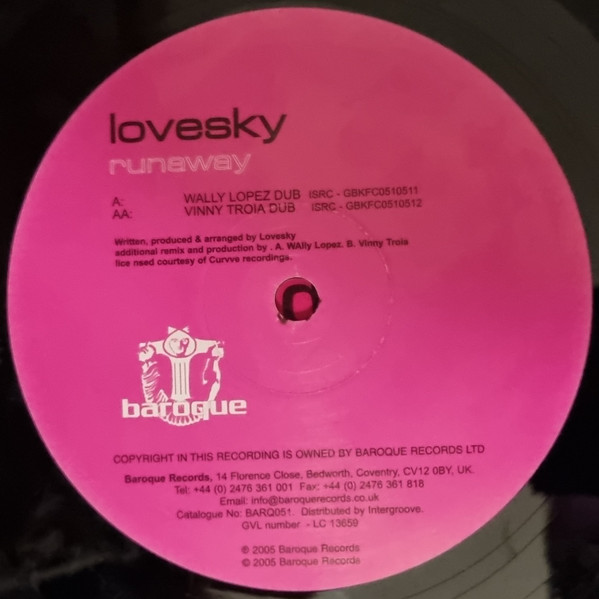 lovesky
runaway
A: WALLY LOPEZ DUB ISRC - GBKFC0510511
AA: VINNY TROIA DUB ISRC - GBKFC0510512
Written, produced & arranged by Lovesky
additional remix and production by . A. WAlly Lopez. B. Vinny Troia
lice nsed courtesy of Curvve recordings.
baroque
COPYRIGHT IN THIS RECORDING IS OWNED BY BAROQUE RECORDS LTD
Baroque Records, 14 Florence Close, Bedworth, Coventry, CV12 0BY, UK.
Tel: +44 (0) 2476 361 001 Fax: +44 (0) 2476 361 818
Email: info@baroquerecords.co.uk
Catalogue No: BARQ051. Distributed by Intergroove.
GVL number - LC 13659
℗ 2005 Baroque Records
© 2005 Baroque Records